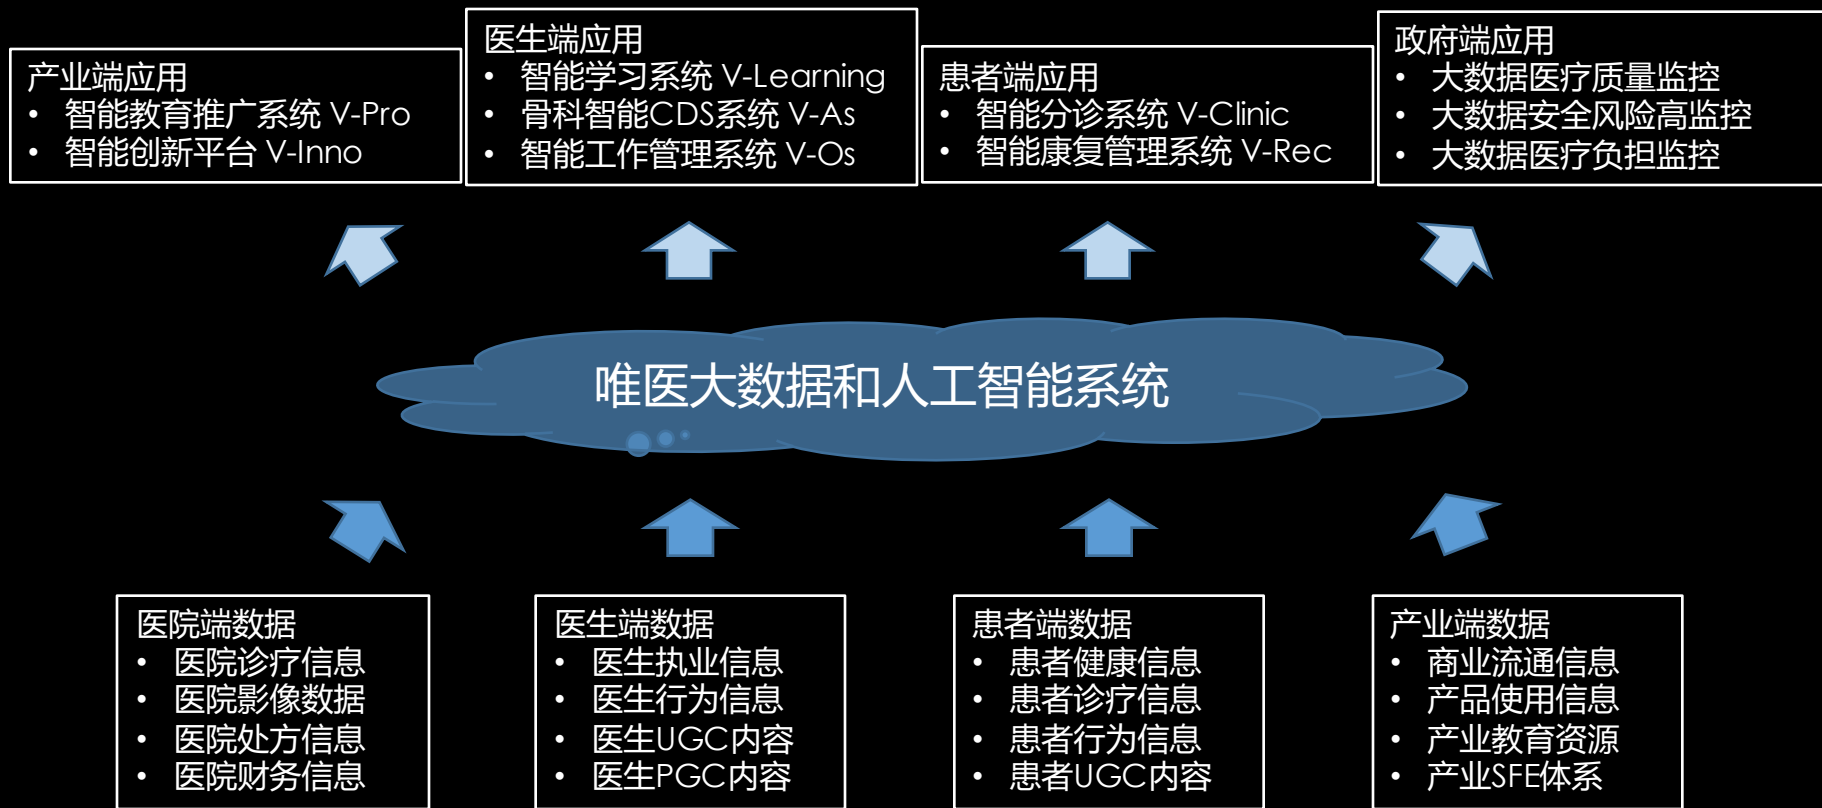 产业端应用
• 智能教育推广系统 V-Pro
• 智能创新平台 V-Inno
医生端应用
• 智能学习系统 V-Learning
• 骨科智能CDS系统 V-As
• 智能工作管理系统 V-Os
患者端应用
• 智能分诊系统 V-Clinic
• 智能康复管理系统 V-Rec
政府端应用
• 大数据医疗质量监控
• 大数据安全风险高监控
• 大数据医疗负担监控
唯医大数据和人工智能系统
医院端数据
• 医院诊疗信息
• 医院影像数据
• 医院处方信息
• 医院财务信息
医生端数据
• 医生执业信息
• 医生行为信息
• 医生UGC内容
• 医生PGC内容
患者端数据
• 患者健康信息
• 患者诊疗信息
• 患者行为信息
• 患者UGC内容
产业端数据
• 商业流通信息
• 产品使用信息
• 产业教育资源
• 产业SFE体系